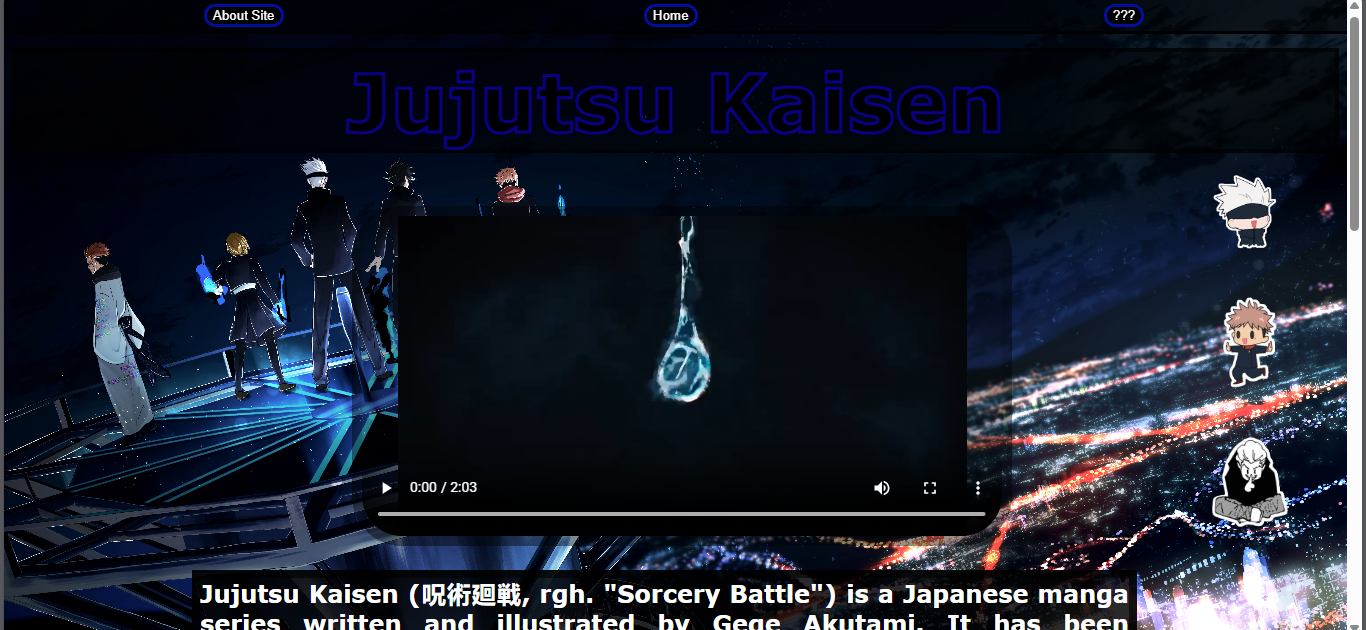 About Site
Home
???
Jujutsu Kaisen
0:00 / 2:03
Jujutsu Kaisen (呪術廻戦, rgh. "Sorcery Battle") is a Japanese manga
series written and illustrated by Gege Akutami. It has been